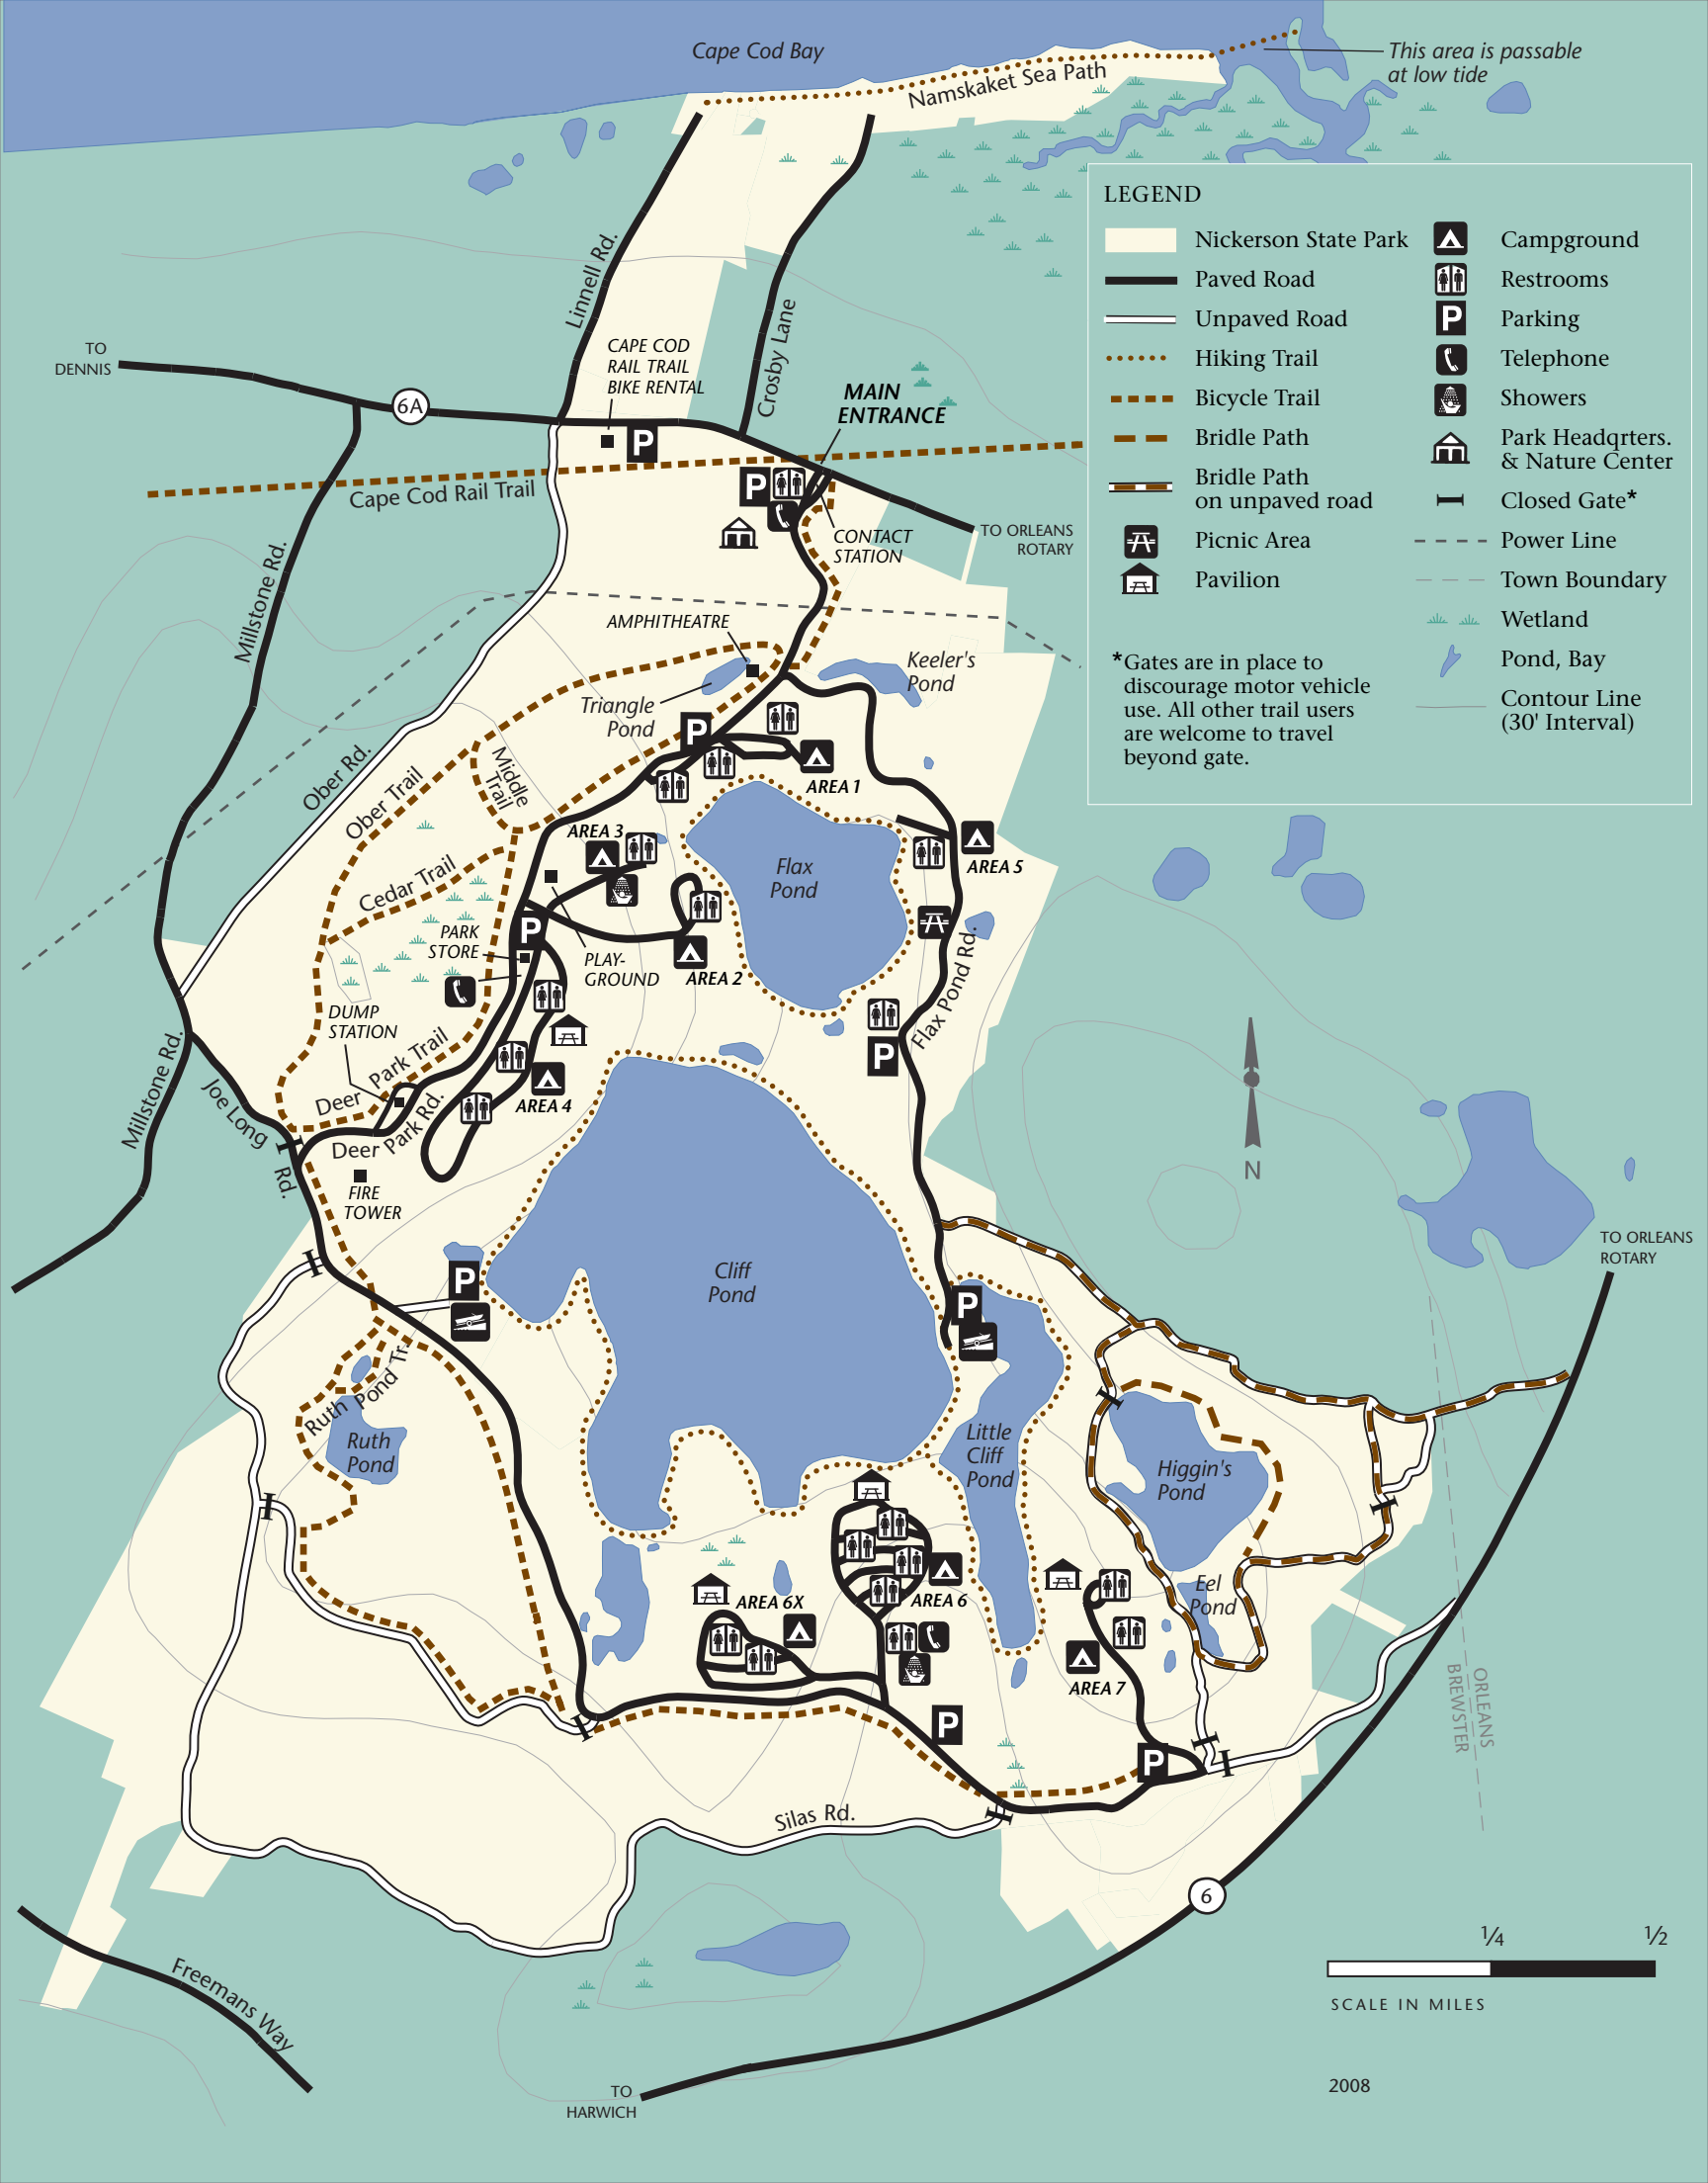 Cape Cod Bay
This area is passable
at low tide
Namskaket Sea Path
LEGEND
Nickerson State Park
Paved Road
Unpaved Road
Hiking Trail
Bicycle Trail
Bridle Path
Bridle Path
on unpaved road
Picnic Area
Pavilion
Campground
Restrooms
P
Parking
Telephone
Showers
Park Headqrters.
& Nature Center
Closed Gate*
Power Line
Town Boundary
Wetland
Pond, Bay
Contour Line
(30' Interval)
*Gates are in place to
discourage motor vehicle
use. All other trail users
are welcome to travel
beyond gate.
Linnell Rd.
Crosby Lane
TO
DENNIS
6A
CAPE COD
RAIL TRAIL
BIKE RENTAL
P
MAIN
ENTRANCE
Cape Cod Rail Trail
P
CONTACT
STATION
TO ORLEANS
ROTARY
Millstone Rd.
AMPHITHEATRE
Keeler's
Pond
Triangle
Pond
P
Middle
Trail
Ober Rd.
Ober Trail
AREA 1
AREA 3
Flax
Pond
AREA 5
Cedar Trail
PARK
STORE
P
PLAY-
GROUND
AREA 2
Flax Pond Rd.
DUMP
STATION
P
Deer Park Trail
Millstone Rd.
Joe Long Rd.
AREA 4
Deer Park Rd.
FIRE
TOWER
N
P
Cliff
Pond
P
TO ORLEANS
ROTARY
Ruth Pond Tr.
Ruth
Pond
Little
Cliff
Pond
Higgin's
Pond
Eel
Pond
AREA 6X
AREA 6
AREA 7
P
P
ORLEANS
BREWSTER
Silas Rd.
6
Freemans Way
1/4
1/2
SCALE IN MILES
TO
HARWICH
2008